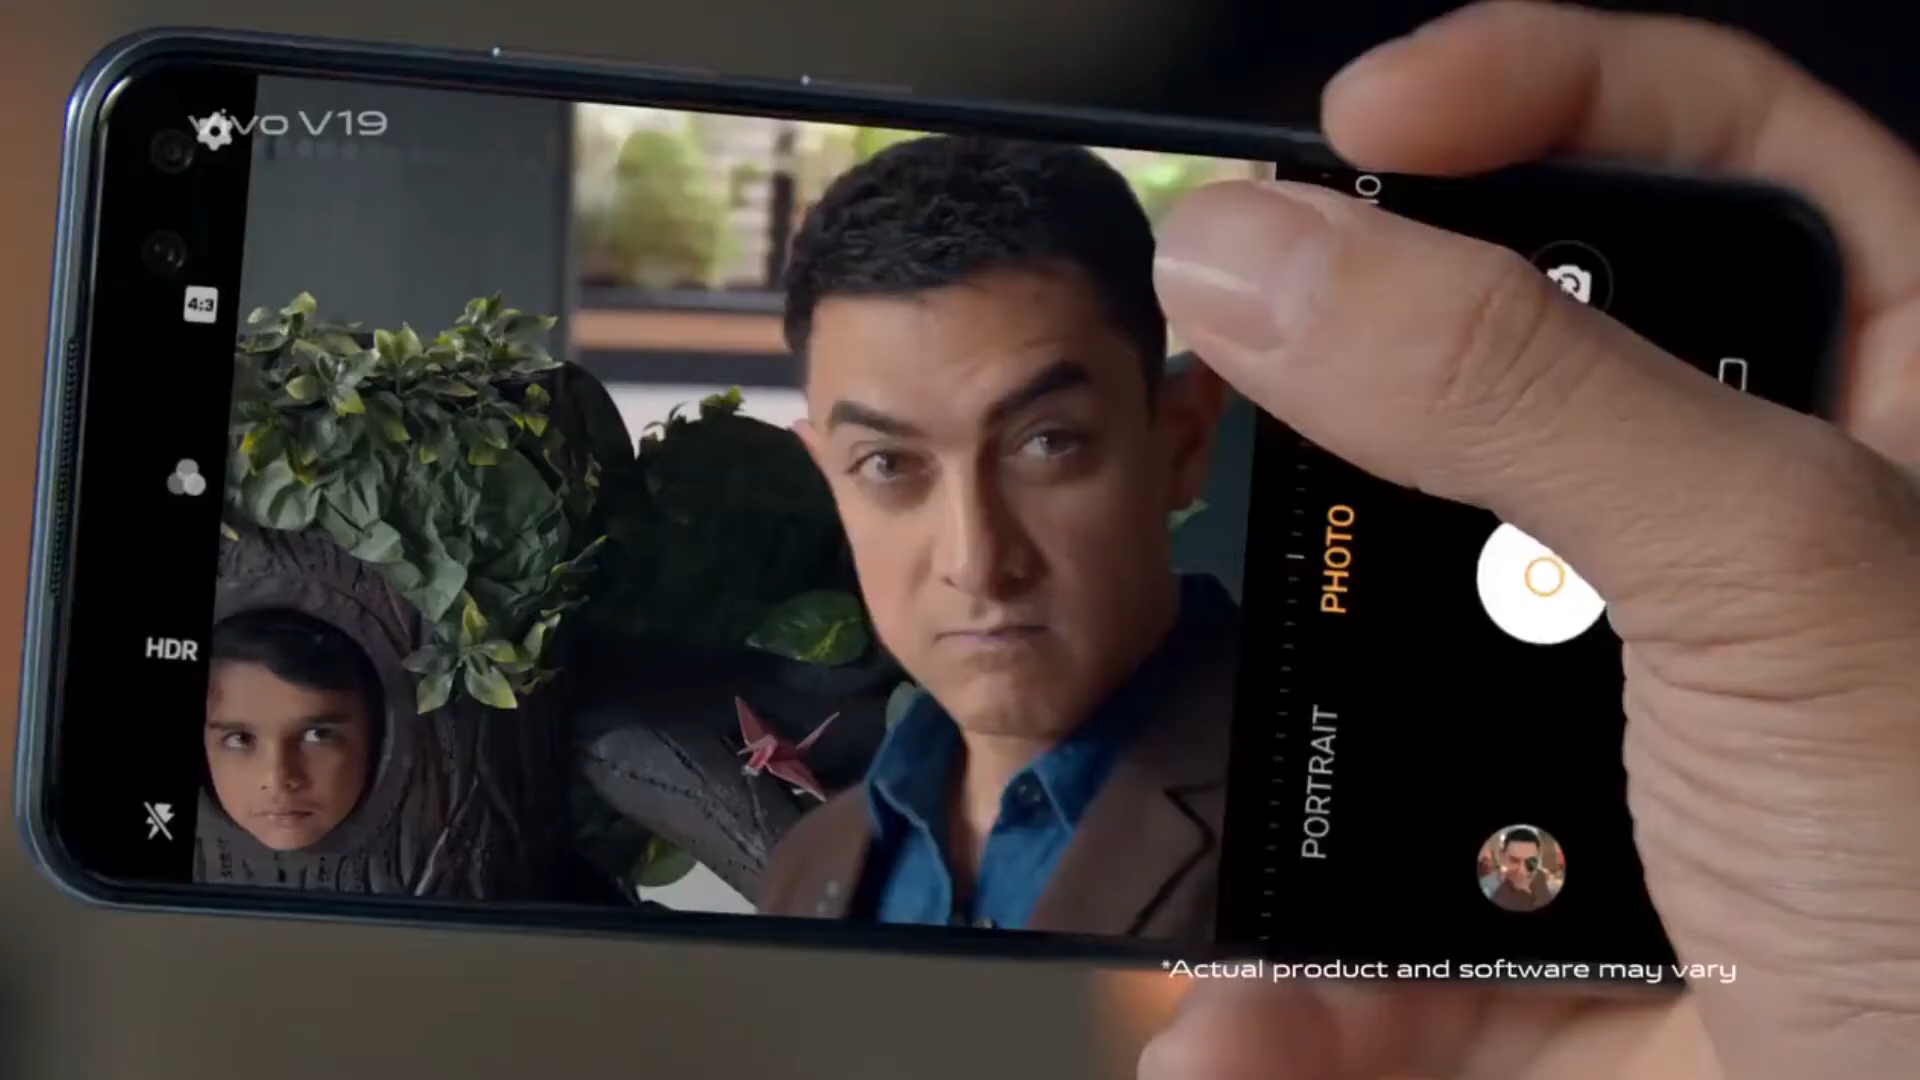 vivo V19
4:3
HDR
PHOTO
PORTRAIT
*Actual product and software may vary